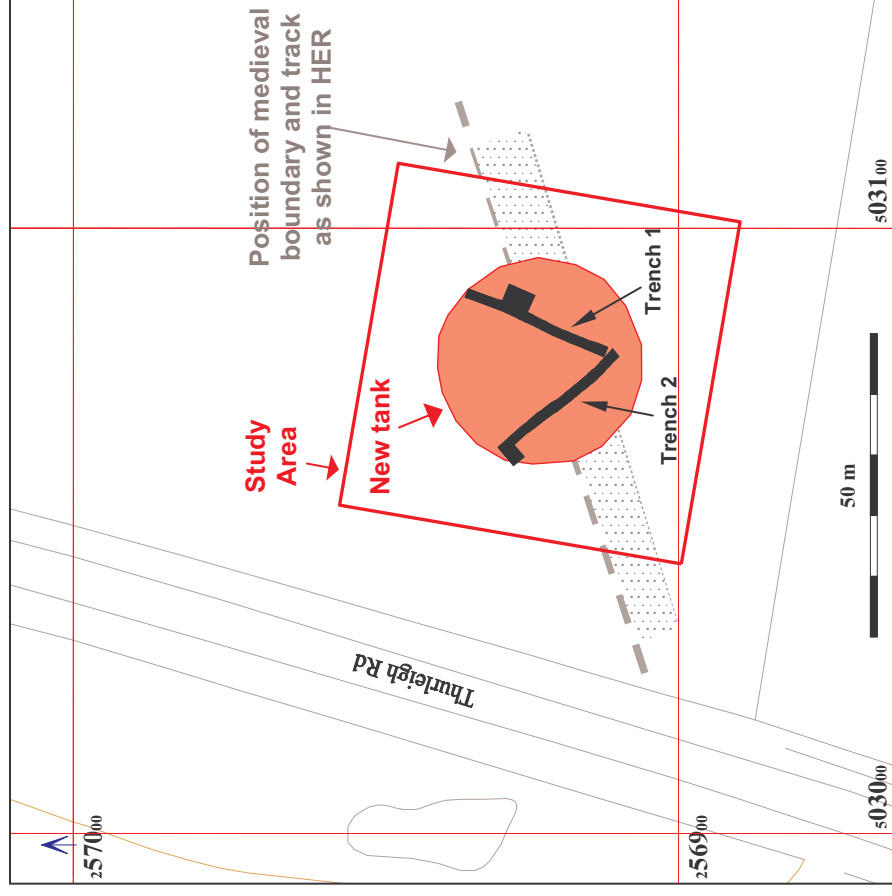 Position of medieval
boundary and track
as shown in HER
Study
Area
New tank
Trench 1
Trench 2
Thurleigh Rd
50 m
257000
256900
503000
503100